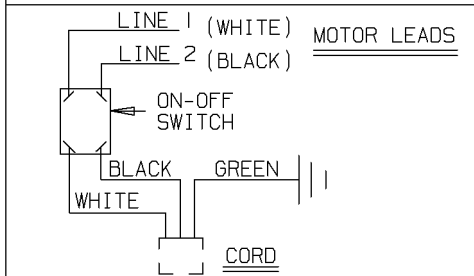 LINE 1 (WHITE)
MOTOR LEADS
LINE 2 (BLACK)
ON-OFF
SWITCH
BLACK
GREEN
WHITE
CORD